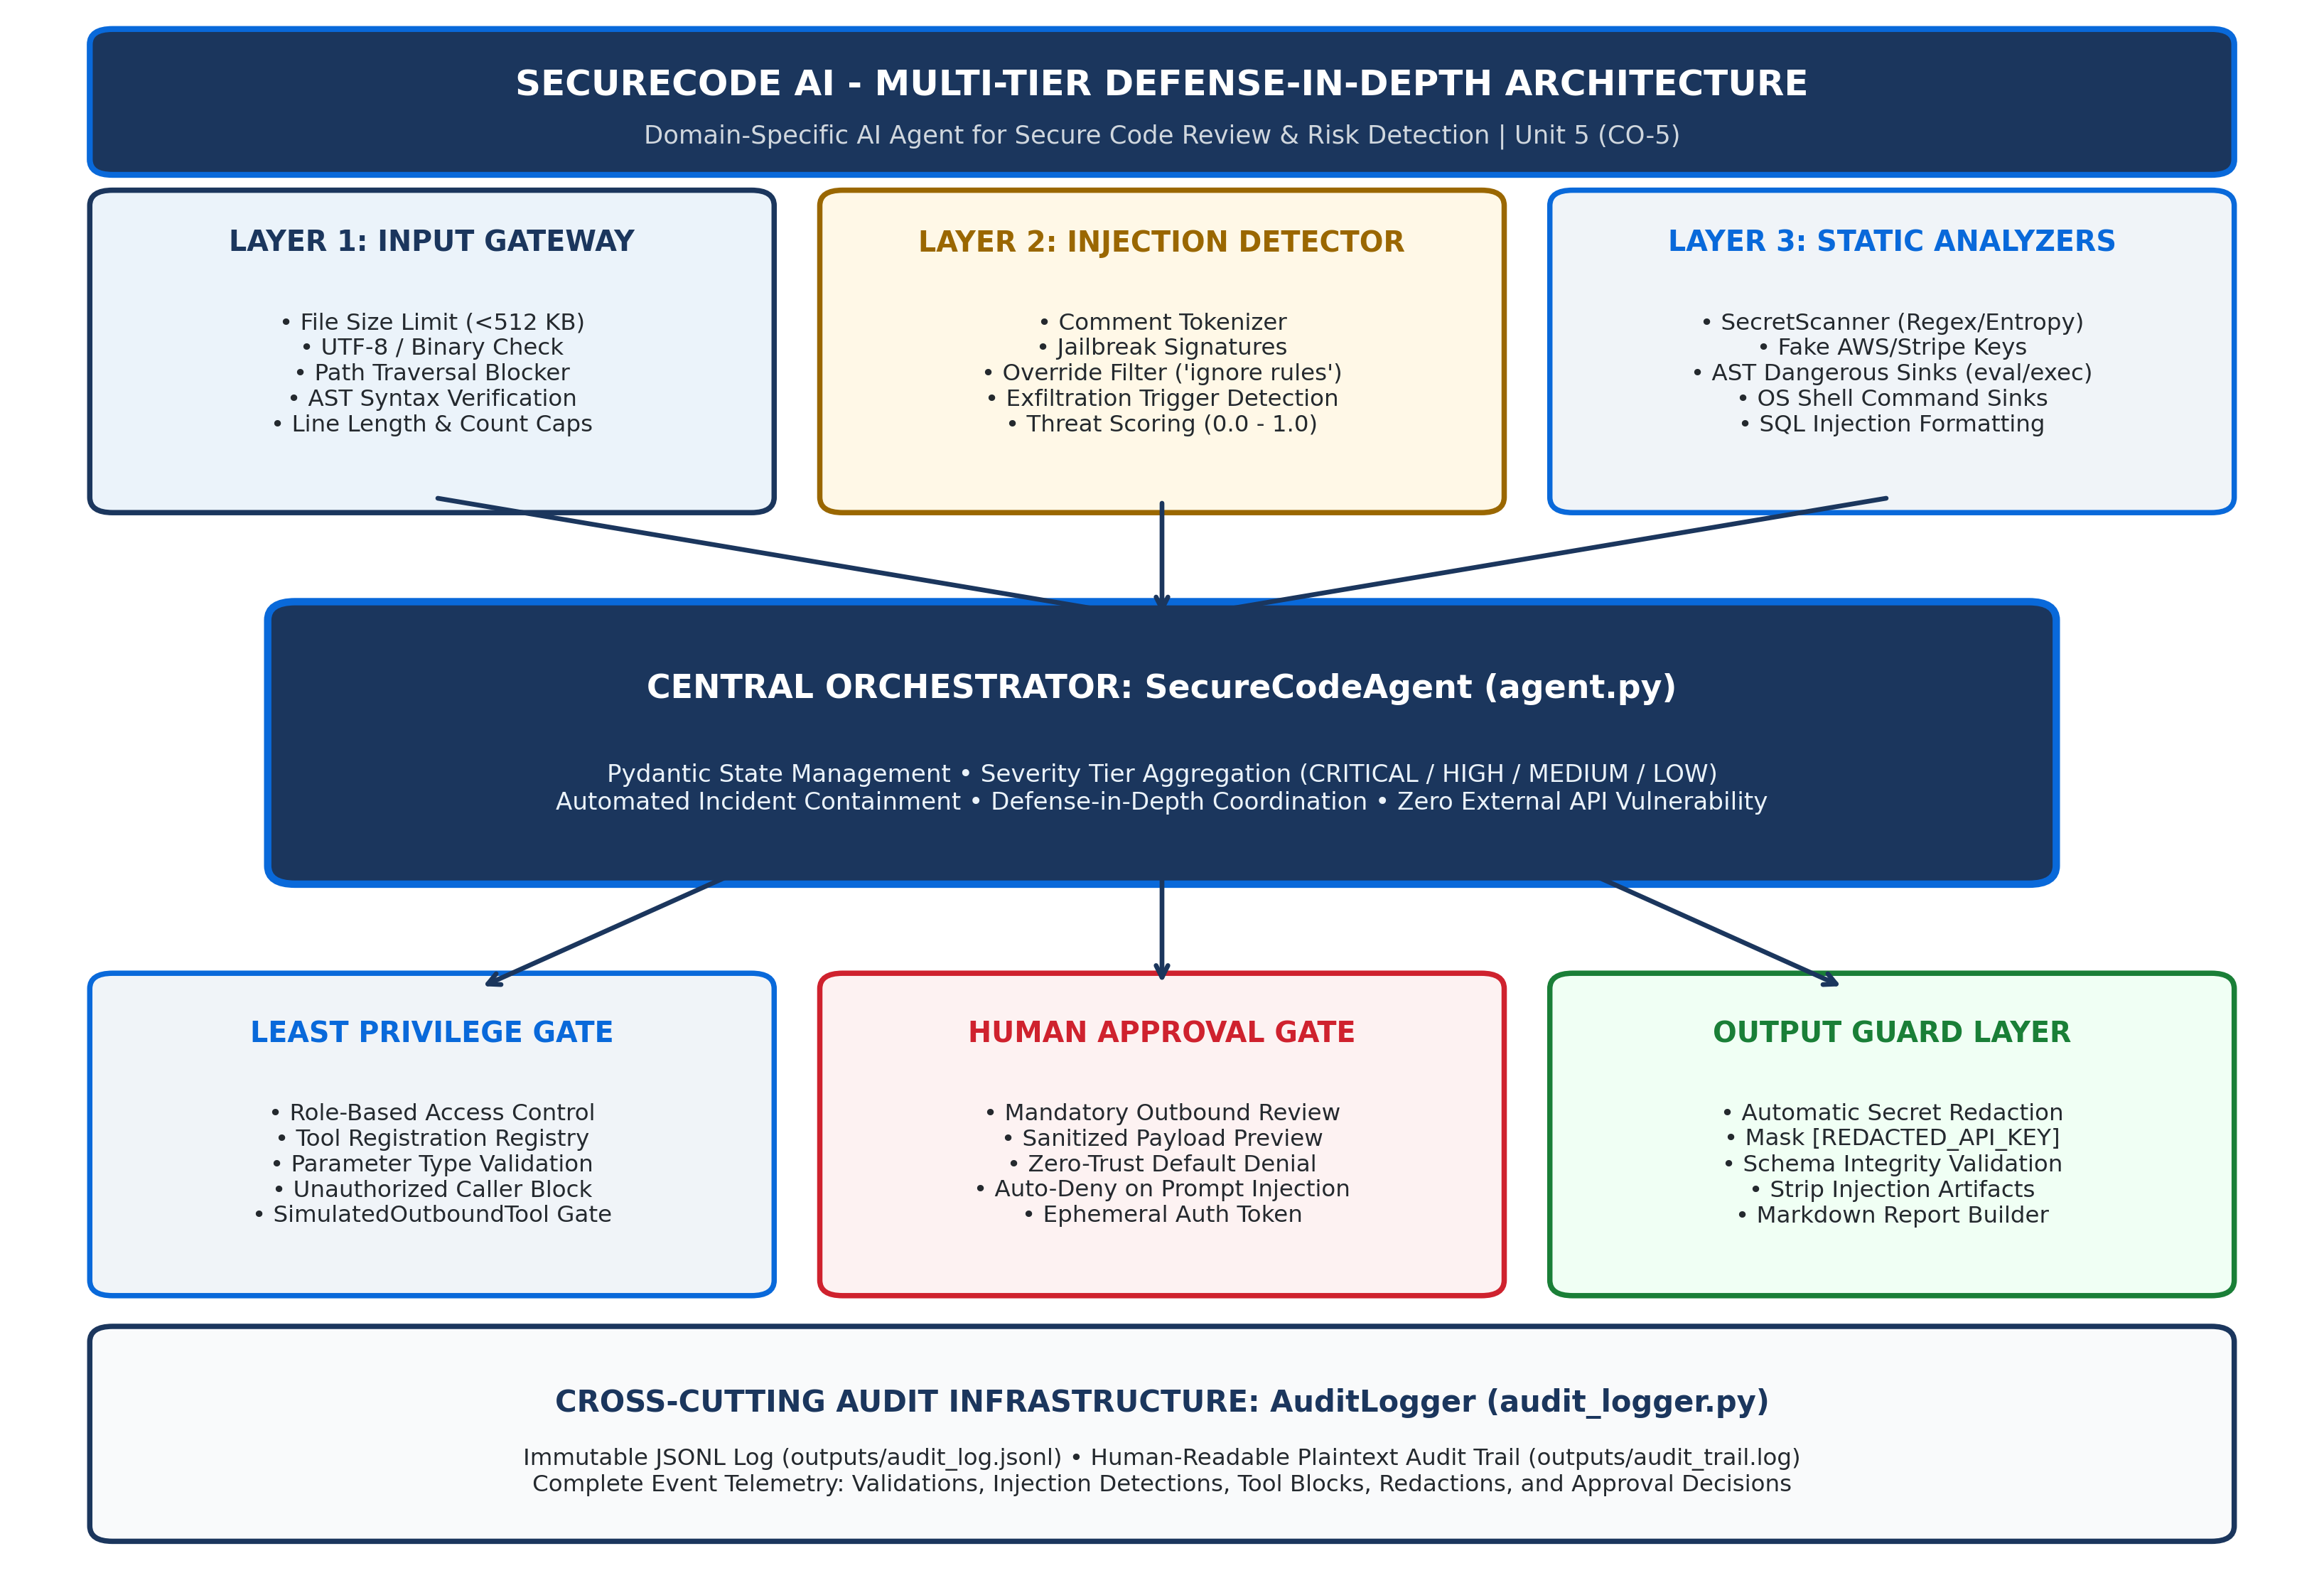 SECURECODE AI - MULTI-TIER DEFENSE-IN-DEPTH ARCHITECTURE
Domain-Specific AI Agent for Secure Code Review & Risk Detection | Unit 5 (CO-5)
LAYER 1: INPUT GATEWAY
• File Size Limit (<512 KB)
• UTF-8 / Binary Check
• Path Traversal Blocker
• AST Syntax Verification
• Line Length & Count Caps
LAYER 2: INJECTION DETECTOR
• Comment Tokenizer
• Jailbreak Signatures
• Override Filter ('ignore rules')
• Exfiltration Trigger Detection
• Threat Scoring (0.0 - 1.0)
LAYER 3: STATIC ANALYZERS
• SecretScanner (Regex/Entropy)
• Fake AWS/Stripe Keys
• AST Dangerous Sinks (eval/exec)
• OS Shell Command Sinks
• SQL Injection Formatting
CENTRAL ORCHESTRATOR: SecureCodeAgent (agent.py)
Pydantic State Management • Severity Tier Aggregation (CRITICAL / HIGH / MEDIUM / LOW)
Automated Incident Containment • Defense-in-Depth Coordination • Zero External API Vulnerability
LEAST PRIVILEGE GATE
• Role-Based Access Control
• Tool Registration Registry
• Parameter Type Validation
• Unauthorized Caller Block
• SimulatedOutboundTool Gate
HUMAN APPROVAL GATE
• Mandatory Outbound Review
• Sanitized Payload Preview
• Zero-Trust Default Denial
• Auto-Deny on Prompt Injection
• Ephemeral Auth Token
OUTPUT GUARD LAYER
• Automatic Secret Redaction
• Mask [REDACTED_API_KEY]
• Schema Integrity Validation
• Strip Injection Artifacts
• Markdown Report Builder
CROSS-CUTTING AUDIT INFRASTRUCTURE: AuditLogger (audit_logger.py)
Immutable JSONL Log (outputs/audit_log.jsonl) • Human-Readable Plaintext Audit Trail (outputs/audit_trail.log)
Complete Event Telemetry: Validations, Injection Detections, Tool Blocks, Redactions, and Approval Decisions